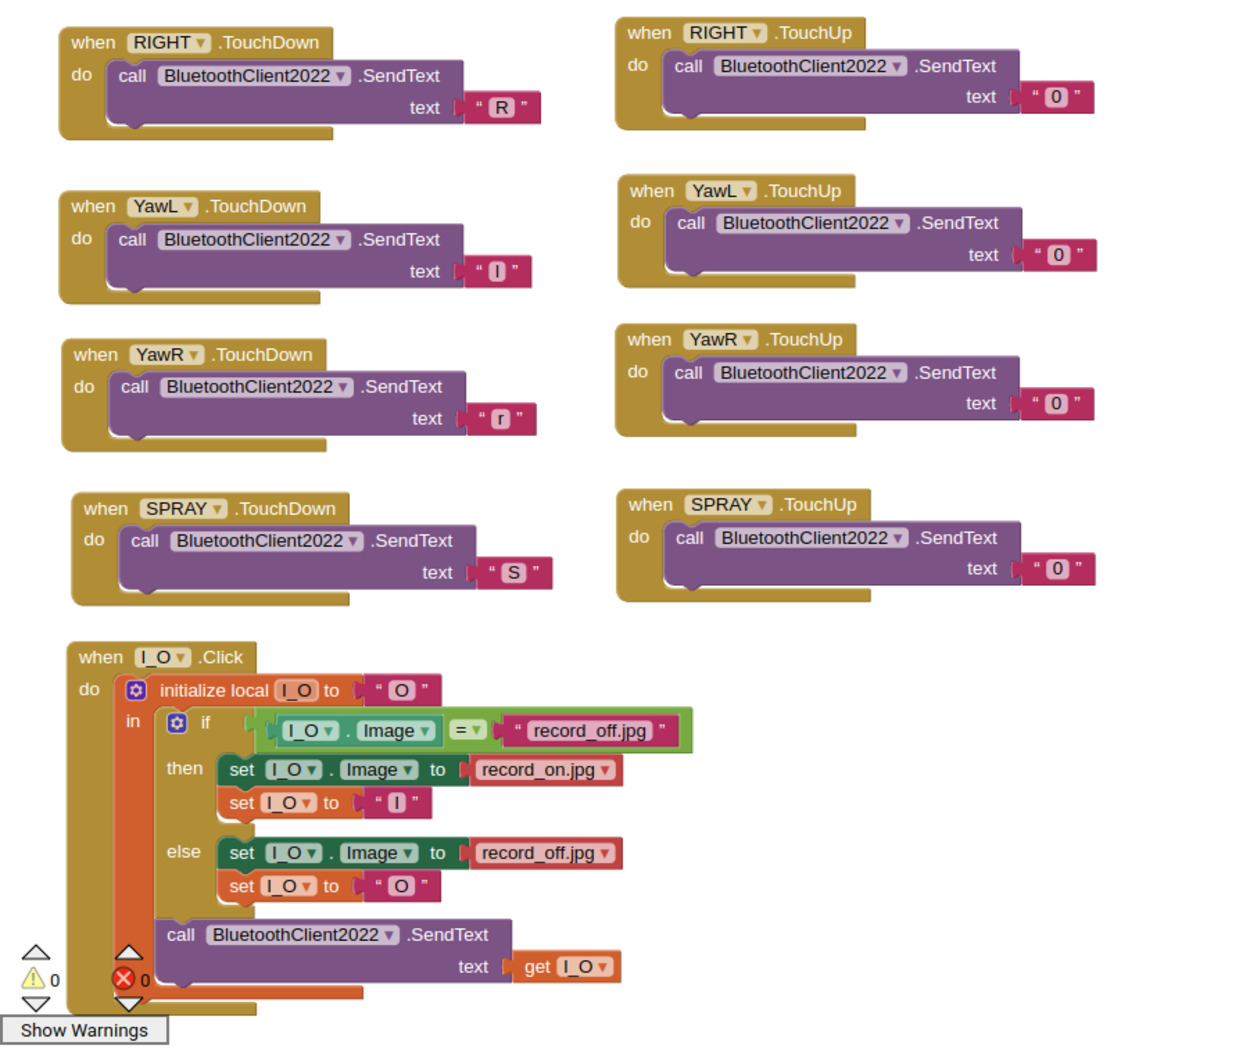 when RIGHT .TouchDown
do call BluetoothClient2022 .SendText
text " R "
when RIGHT .TouchUp
do call BluetoothClient2022 .SendText
text " 0 "
when YawL .TouchDown
do call BluetoothClient2022 .SendText
text " l "
when YawL .TouchUp
do call BluetoothClient2022 .SendText
text " 0 "
when YawR .TouchDown
do call BluetoothClient2022 .SendText
text " r "
when YawR .TouchUp
do call BluetoothClient2022 .SendText
text " 0 "
when SPRAY .TouchDown
do call BluetoothClient2022 .SendText
text " S "
when SPRAY .TouchUp
do call BluetoothClient2022 .SendText
text " 0 "
when I_O .Click
do initialize local I_O to " O "
in if I_O . Image = " record_off.jpg "
then set I_O . Image to record_on.jpg
set I_O to " I "
else set I_O . Image to record_off.jpg
set I_O to " O "
call BluetoothClient2022 .SendText
text get I_O
0 0
Show Warnings